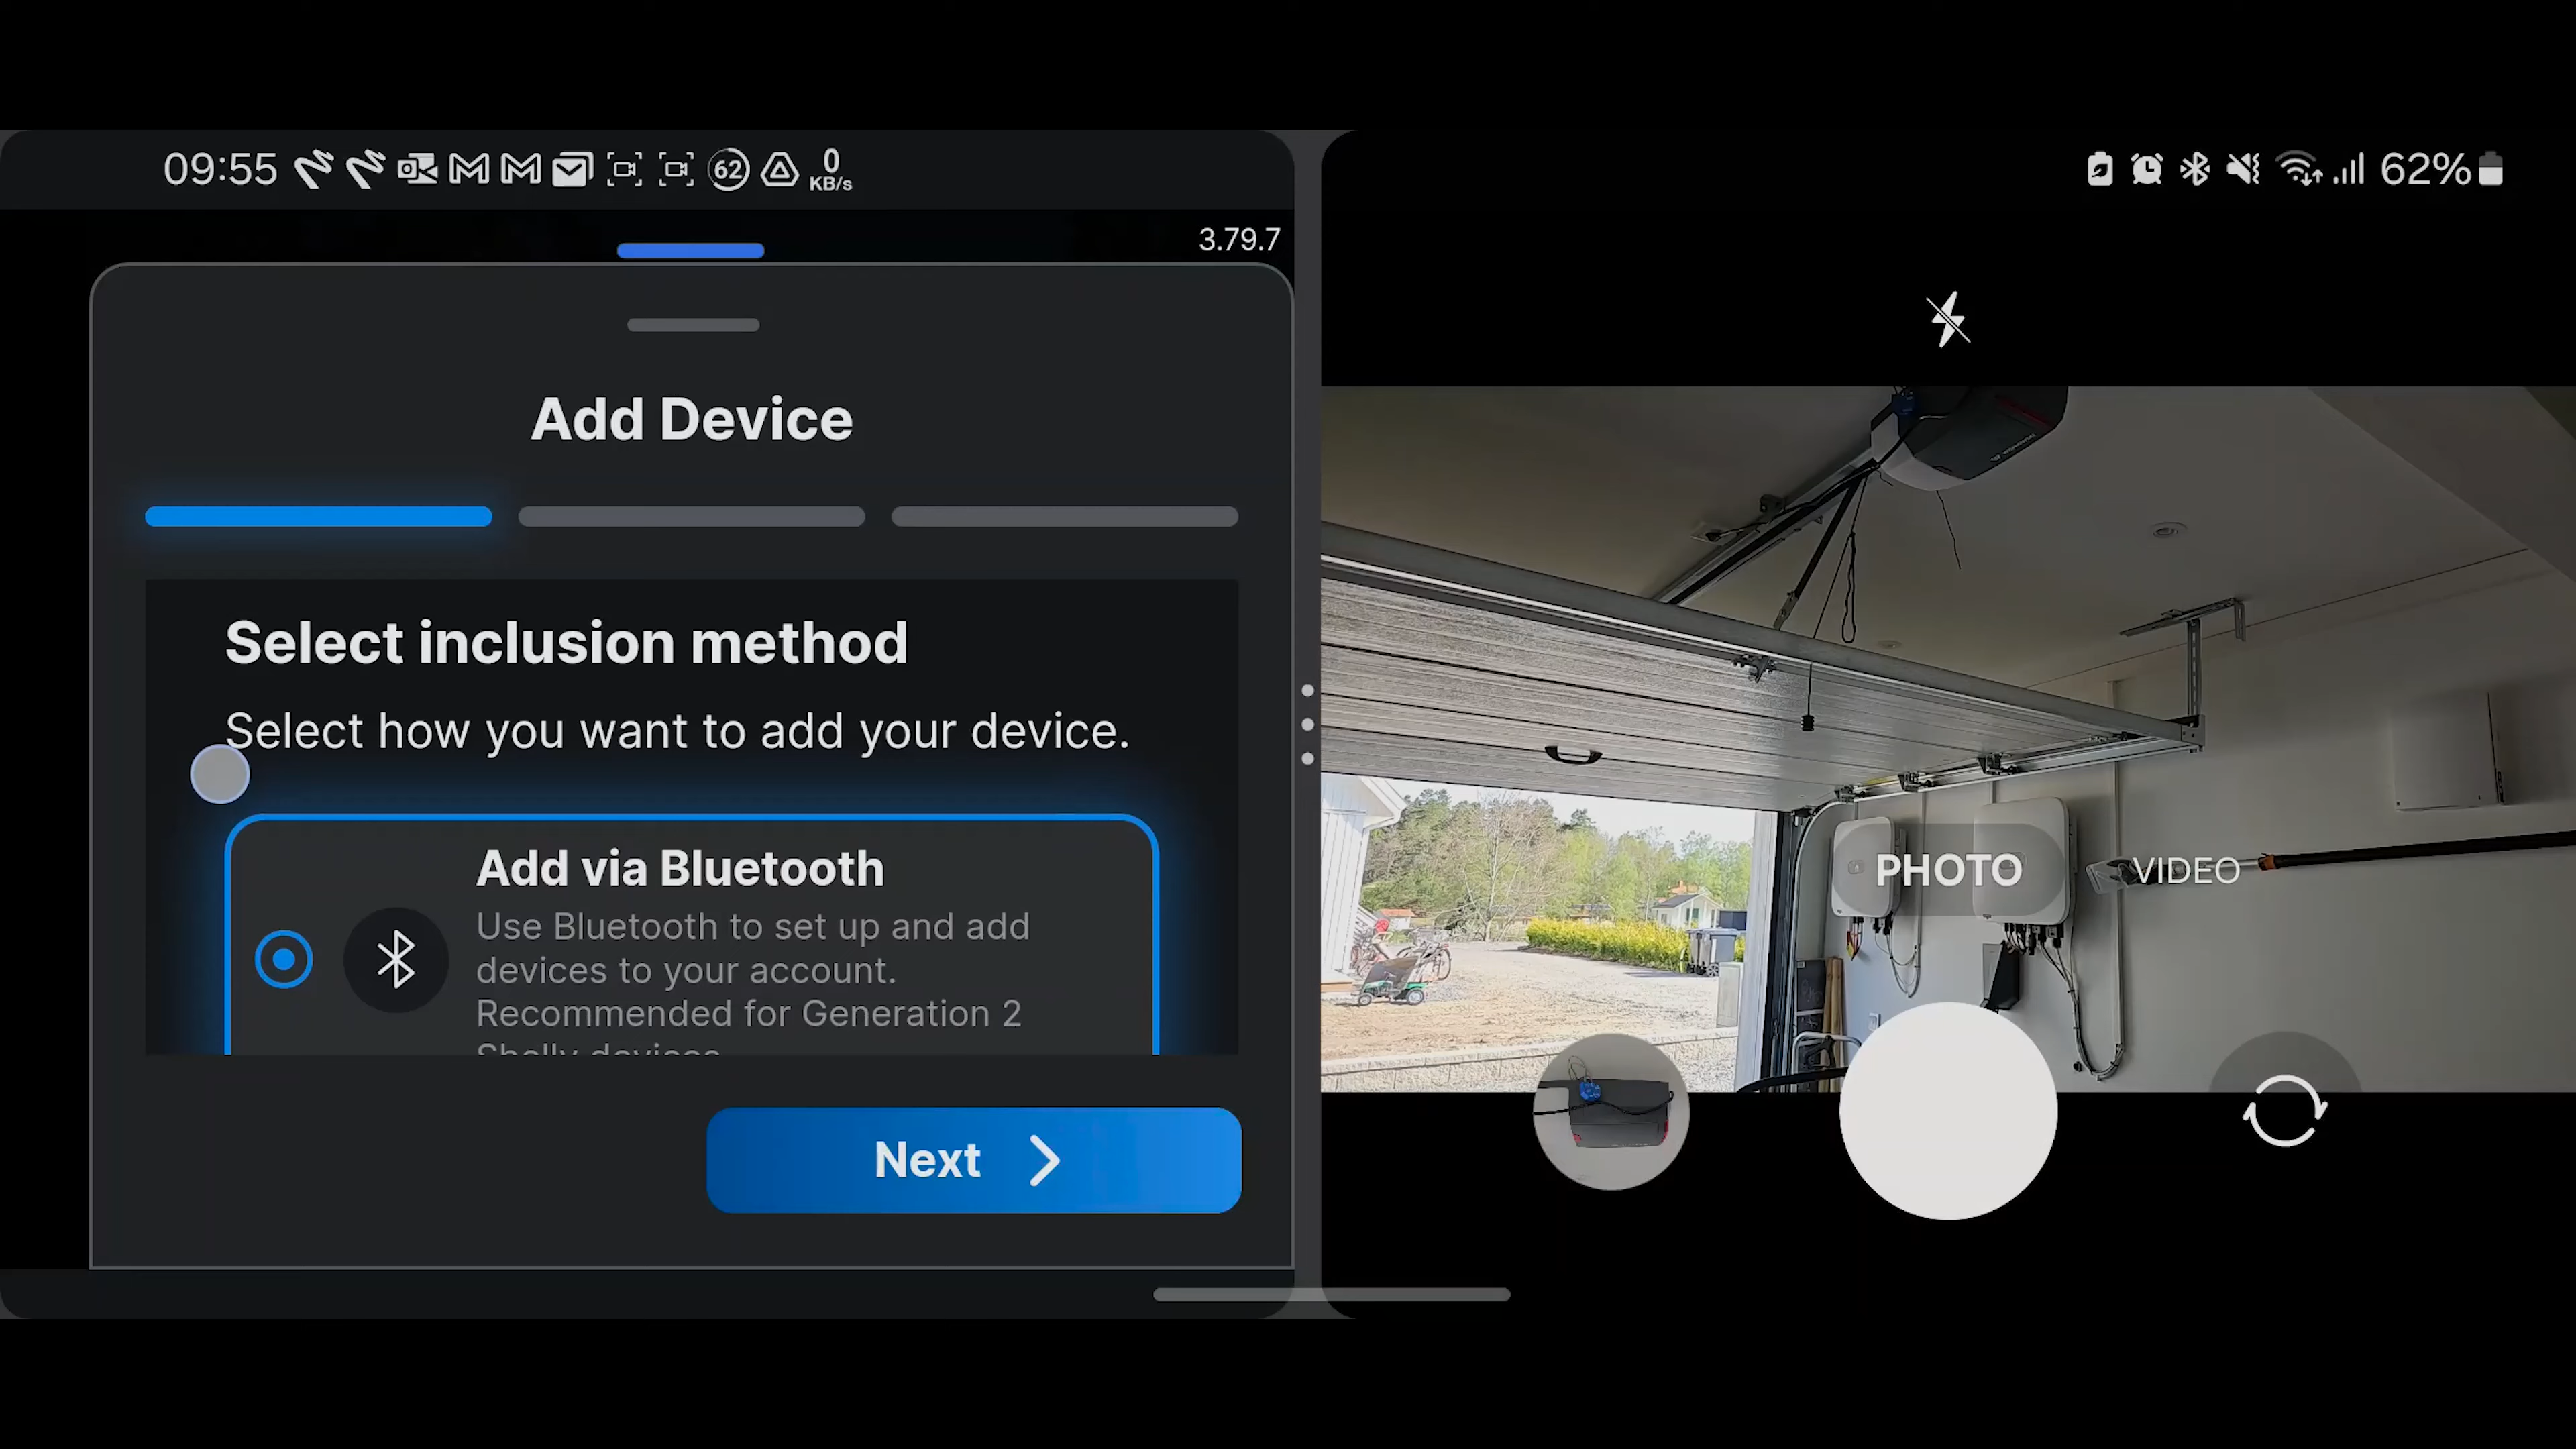 09:55
62
0
KB/s
62%
3.79.7
Add Device
Select inclusion method
Select how you want to add your device.
Add via Bluetooth
Use Bluetooth to set up and add
devices to your account.
Recommended for Generation 2
Shelly devices
Next
PHOTO
VIDEO